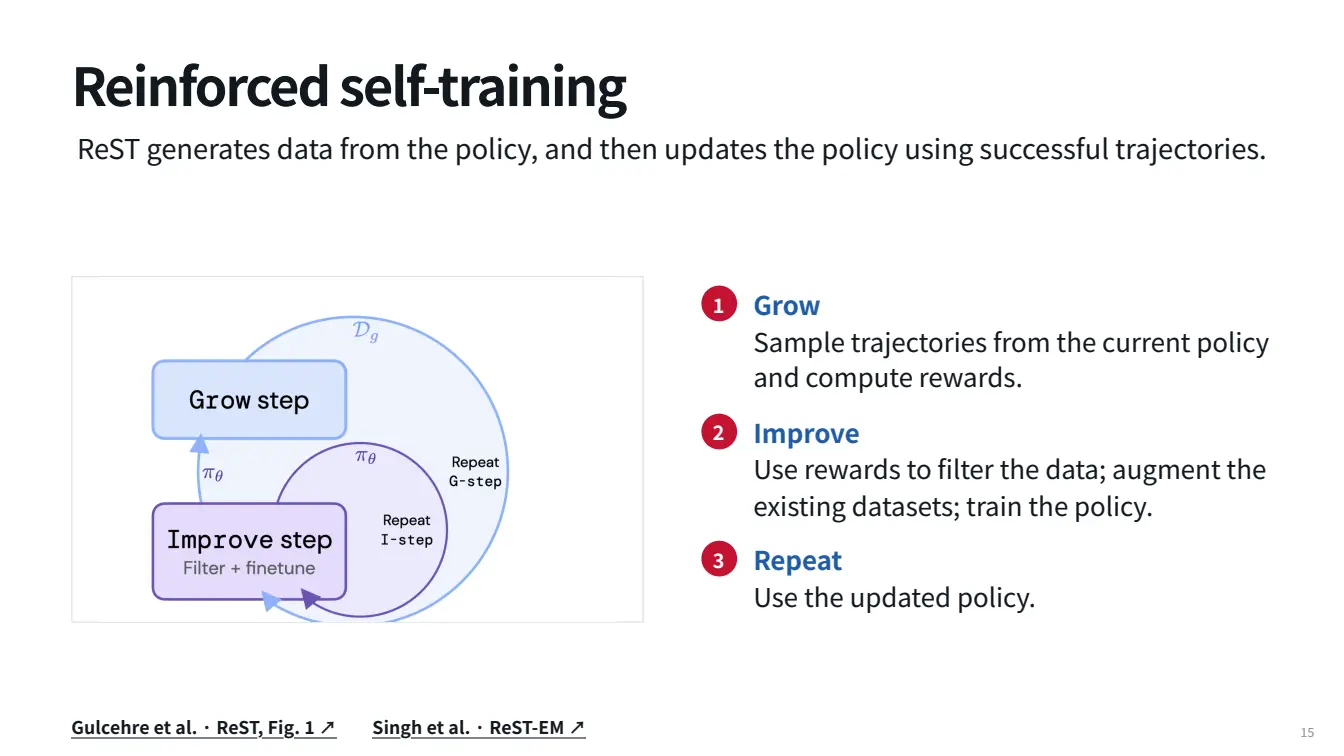 Reinforced self-training
ReST generates data from the policy, and then updates the policy using successful trajectories.
𝒟g
Grow step
πθ
πθ
Repeat
G-step
Repeat
I-step
Improve step
Filter + finetune
1 Grow
Sample trajectories from the current policy
and compute rewards.
2 Improve
Use rewards to filter the data; augment the
existing datasets; train the policy.
3 Repeat
Use the updated policy.
Gulcehre et al. · ReST, Fig. 1 ↗ Singh et al. · ReST-EM ↗
15